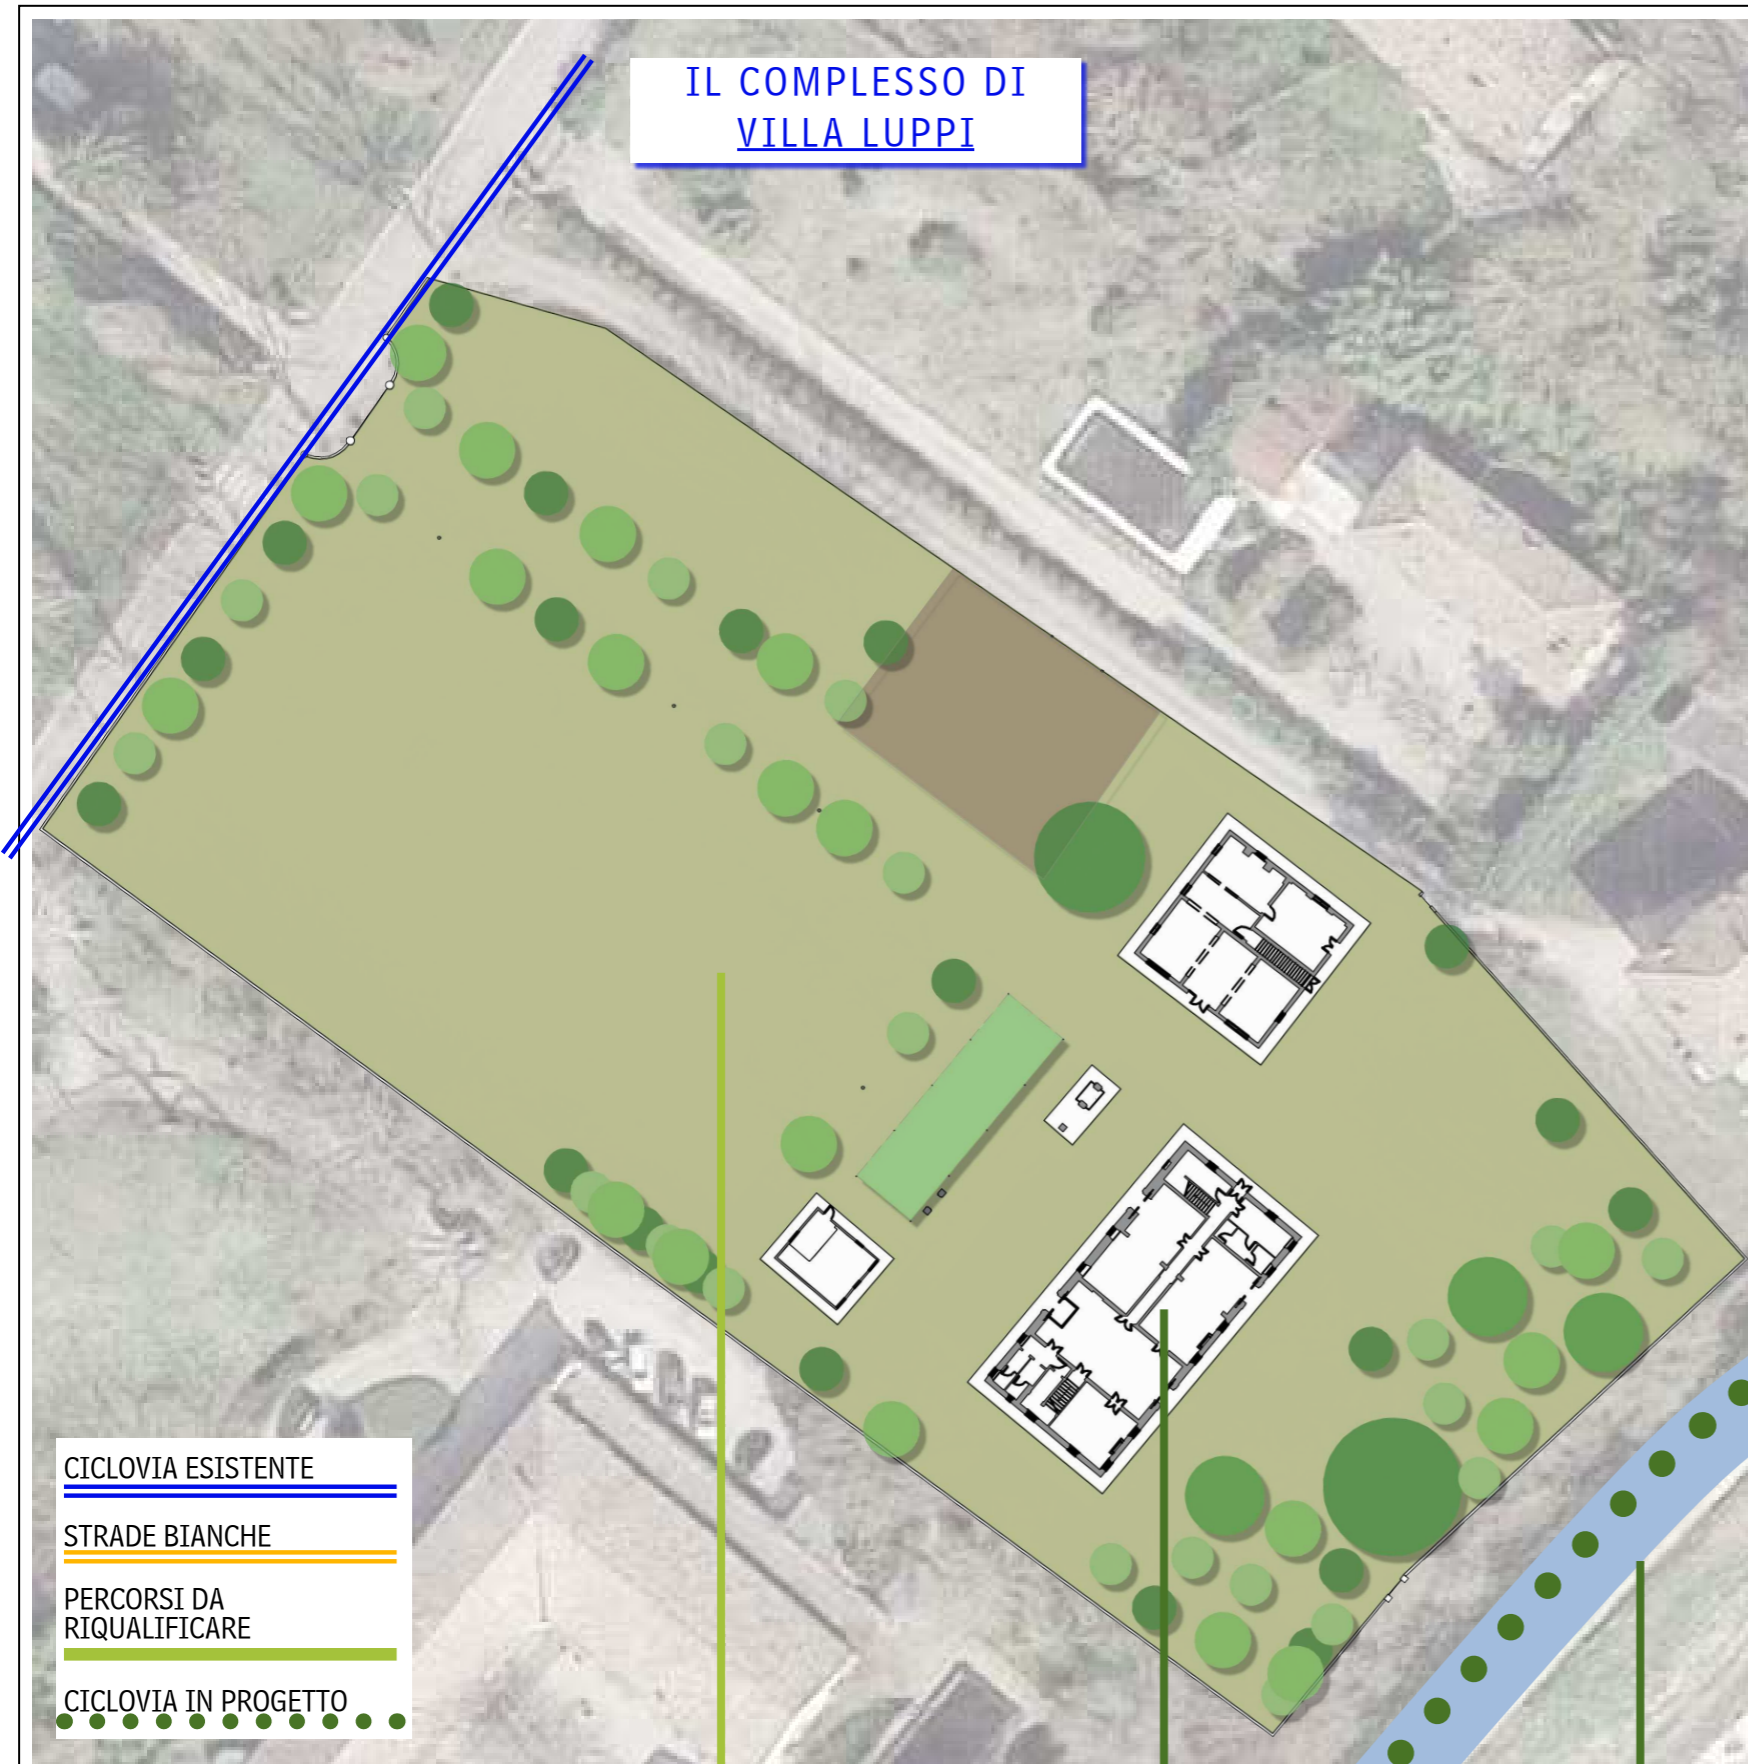 IL COMPLESSO DI
VILLA LUPPI
CICLOVIA ESISTENTE
STRADE BIANCHE
PERCORSI DA
RIQUALIFICARE
CICLOVIA IN PROGETTO